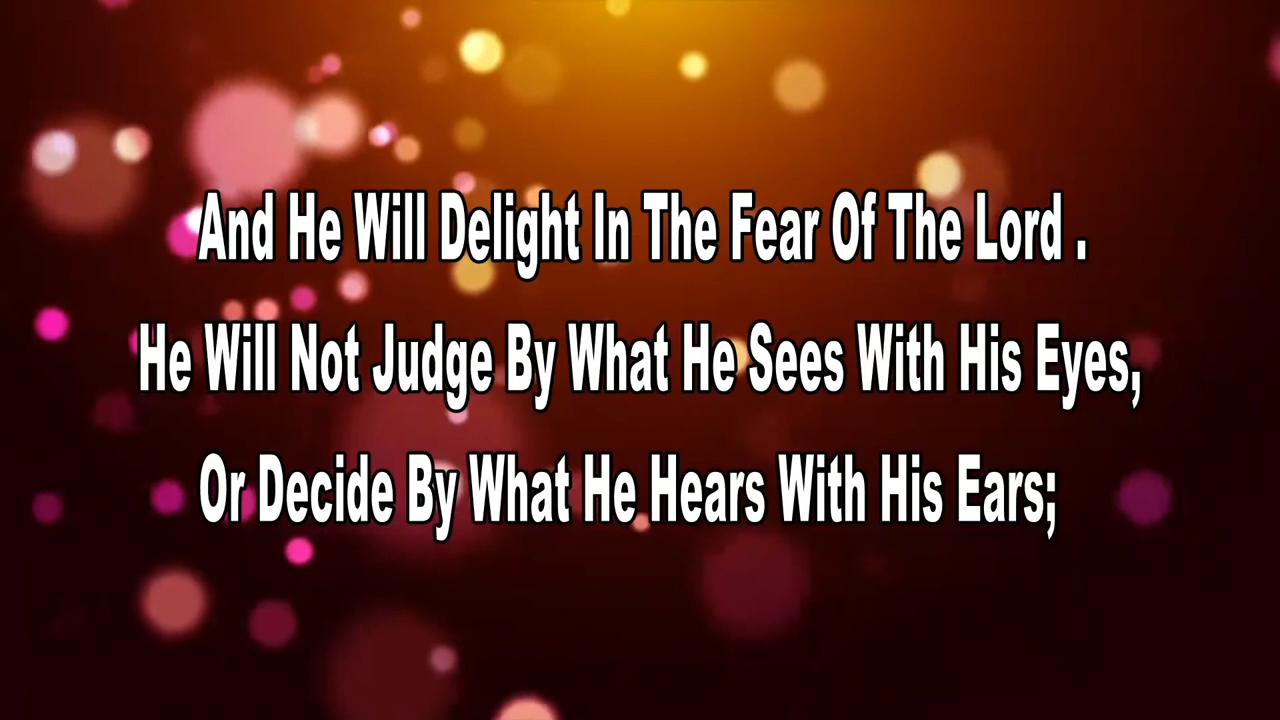 And He Will Delight In The Fear Of The Lord .
He Will Not Judge By What He Sees With His Eyes,
Or Decide By What He Hears With His Ears;